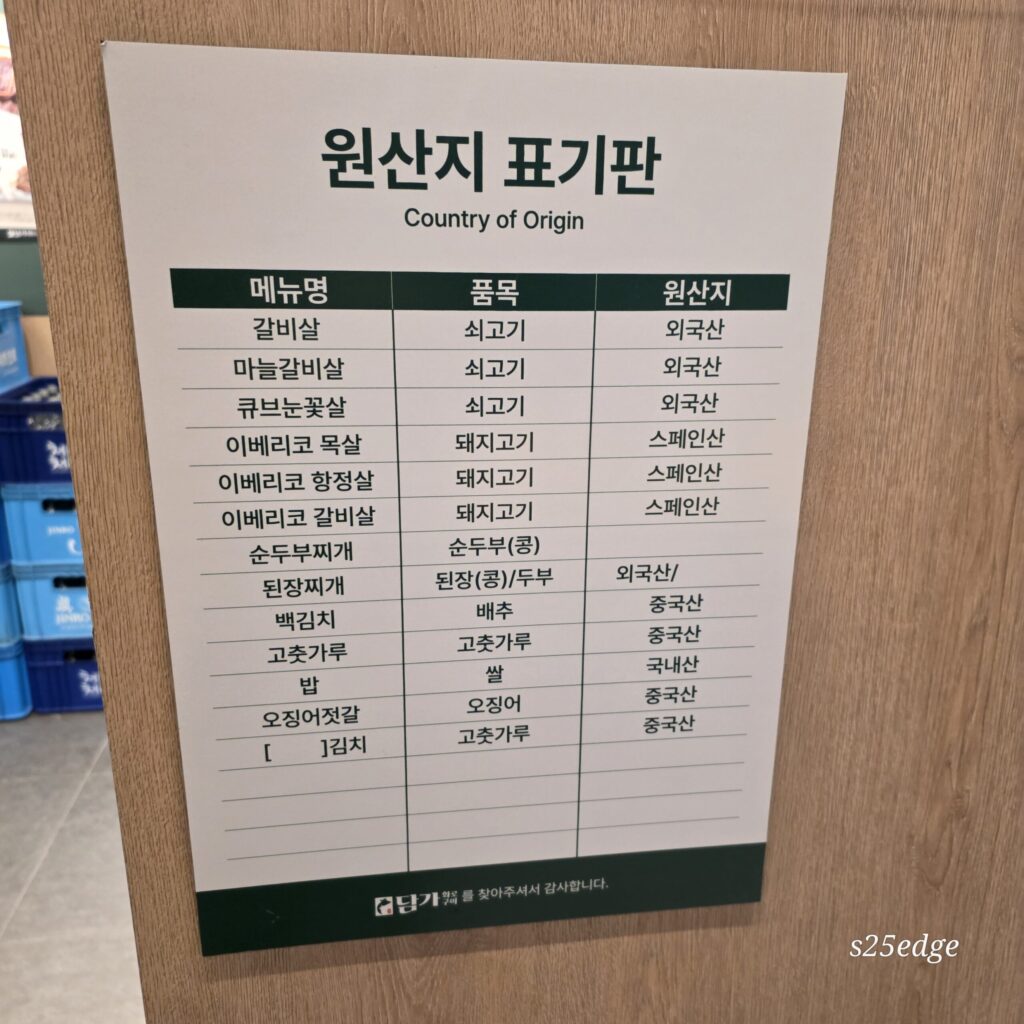 원산지 표기판
Country of Origin
메뉴명 품목 원산지
갈비살 쇠고기 외국산
마늘갈비살 쇠고기 외국산
큐브눈꽃살 쇠고기 외국산
이베리코 목살 돼지고기 스페인산
이베리코 항정살 돼지고기 스페인산
이베리코 갈비살 돼지고기 스페인산
순두부찌개 순두부(콩)
된장찌개 된장(콩)/두부 외국산/
백김치 배추 중국산
고춧가루 고춧가루 중국산
밥 쌀 국내산
오징어젓갈 오징어 중국산
[ ]김치 고춧가루 중국산
담가화로구이를 찾아주셔서 감사합니다.
s25edge